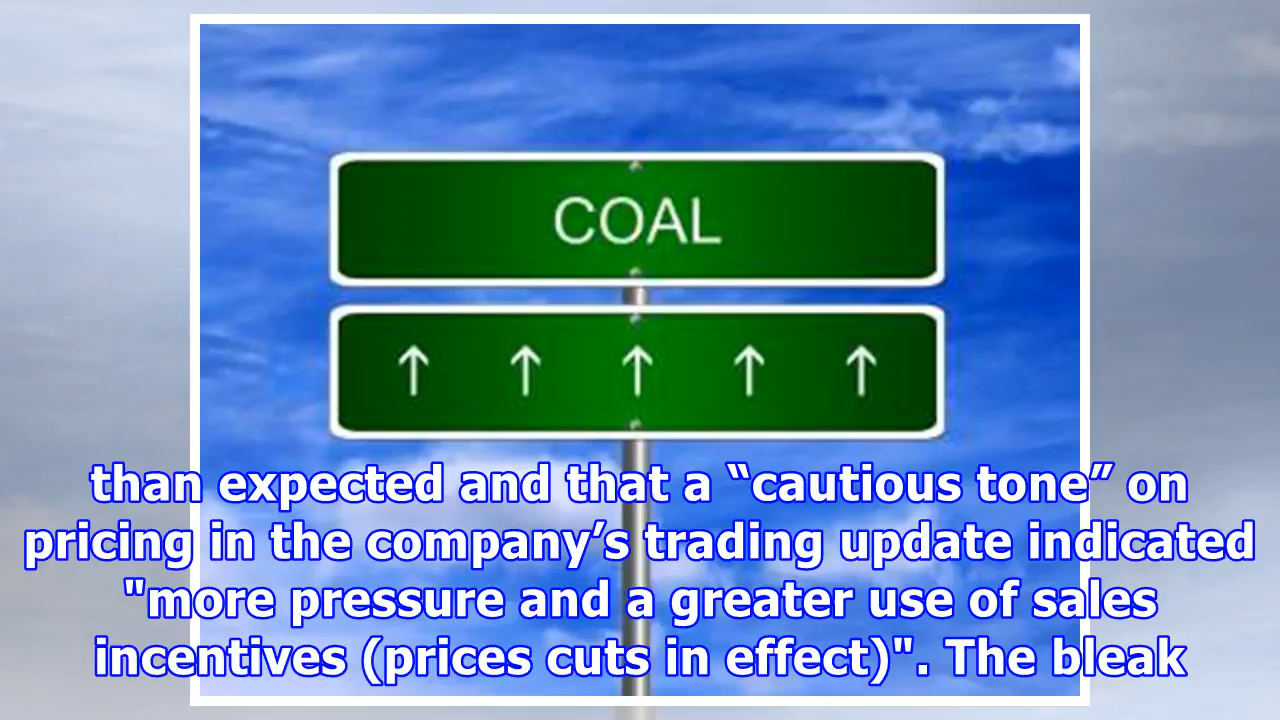 COAL
↑ ↑ ↑ ↑ ↑
than expected and that a “cautious tone” on
pricing in the company’s trading update indicated
"more pressure and a greater use of sales
incentives (prices cuts in effect)". The bleak